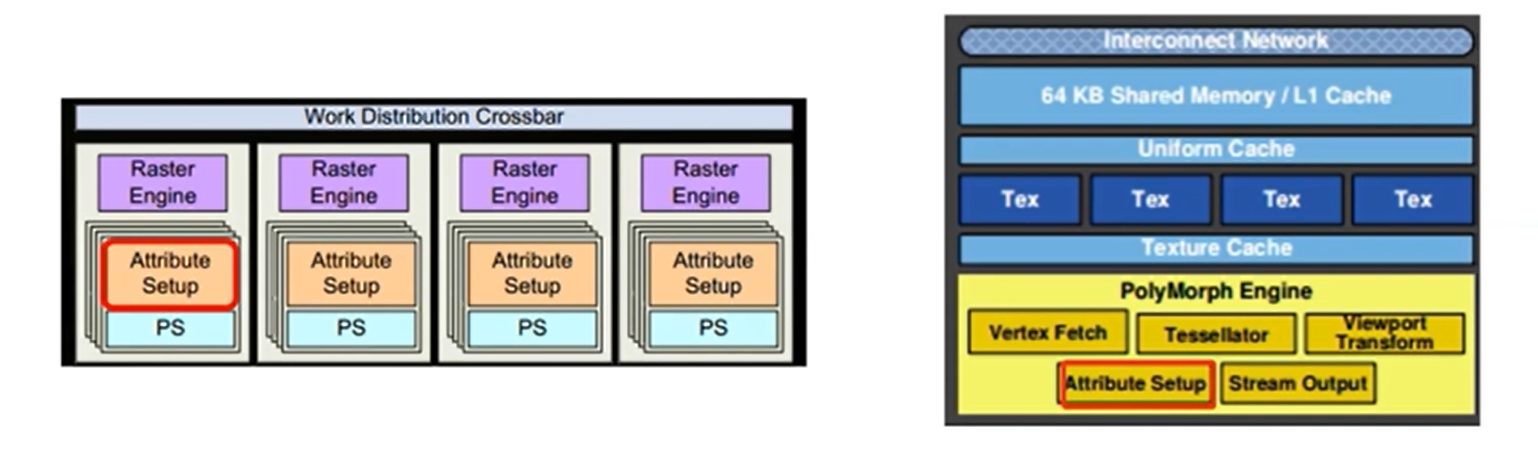 Work Distribution Crossbar
Raster
Engine
Raster
Engine
Raster
Engine
Raster
Engine
Attribute
Setup
Attribute
Setup
Attribute
Setup
Attribute
Setup
PS
PS
PS
PS
Interconnect Network
64 KB Shared Memory / L1 Cache
Uniform Cache
Tex
Tex
Tex
Tex
Texture Cache
PolyMorph Engine
Vertex Fetch
Tessellator
Viewport
Transform
Attribute Setup
Stream Output